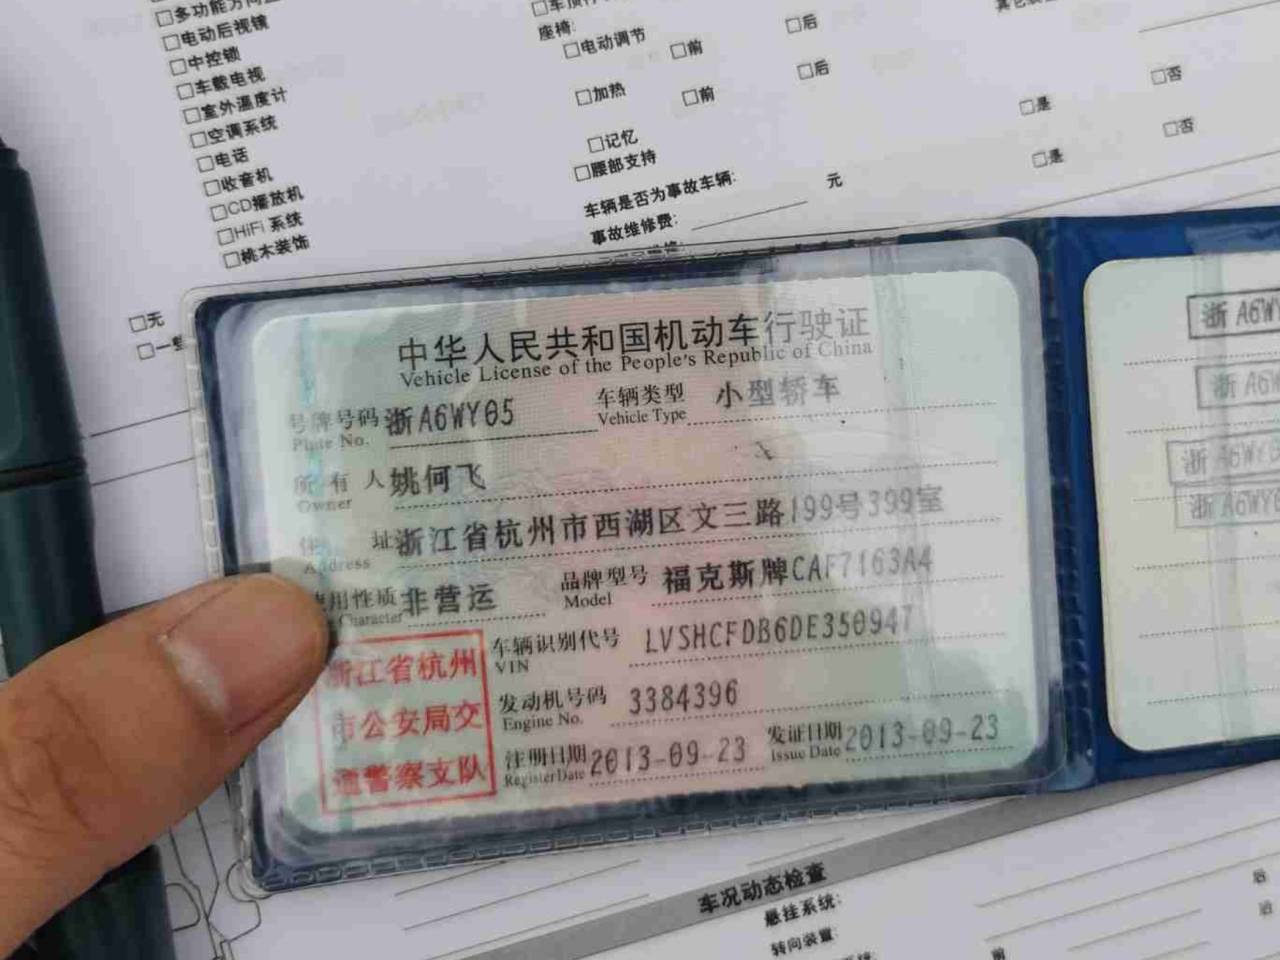 电动后视镜
中控锁
车载电视
室外温度计
空调系统
电话
收音机
CD播放机
HiFi 系统
桃木装饰
无
座椅:
电动调节 前 后
加热 前 后
记忆
腰部支持
车辆是否为事故车辆: 是 否
事故维修费: 元
是 否
中华人民共和国机动车行驶证
Vehicle License of the People's Republic of China
号牌号码 浙A6WY05 车辆类型 小型轿车
Plate No. Vehicle Type
所有人 姚何飞
Owner
住址 浙江省杭州市西湖区文三路199号399室
Address
使用性质 非营运 品牌型号 福克斯牌CAF7163A4
Character Model
车辆识别代号 LVSHCFDB6DE350947
VIN
发动机号码 3384396
Engine No.
注册日期 2013-09-23 发证日期 2013-09-23
Register Date Issue Date
浙江省杭州
市公安局交
通警察支队
浙 A6WY
浙 A6W
浙 A6WY0
浙 A6WY
车况动态检查
悬挂系统:
转向装置:
前
后